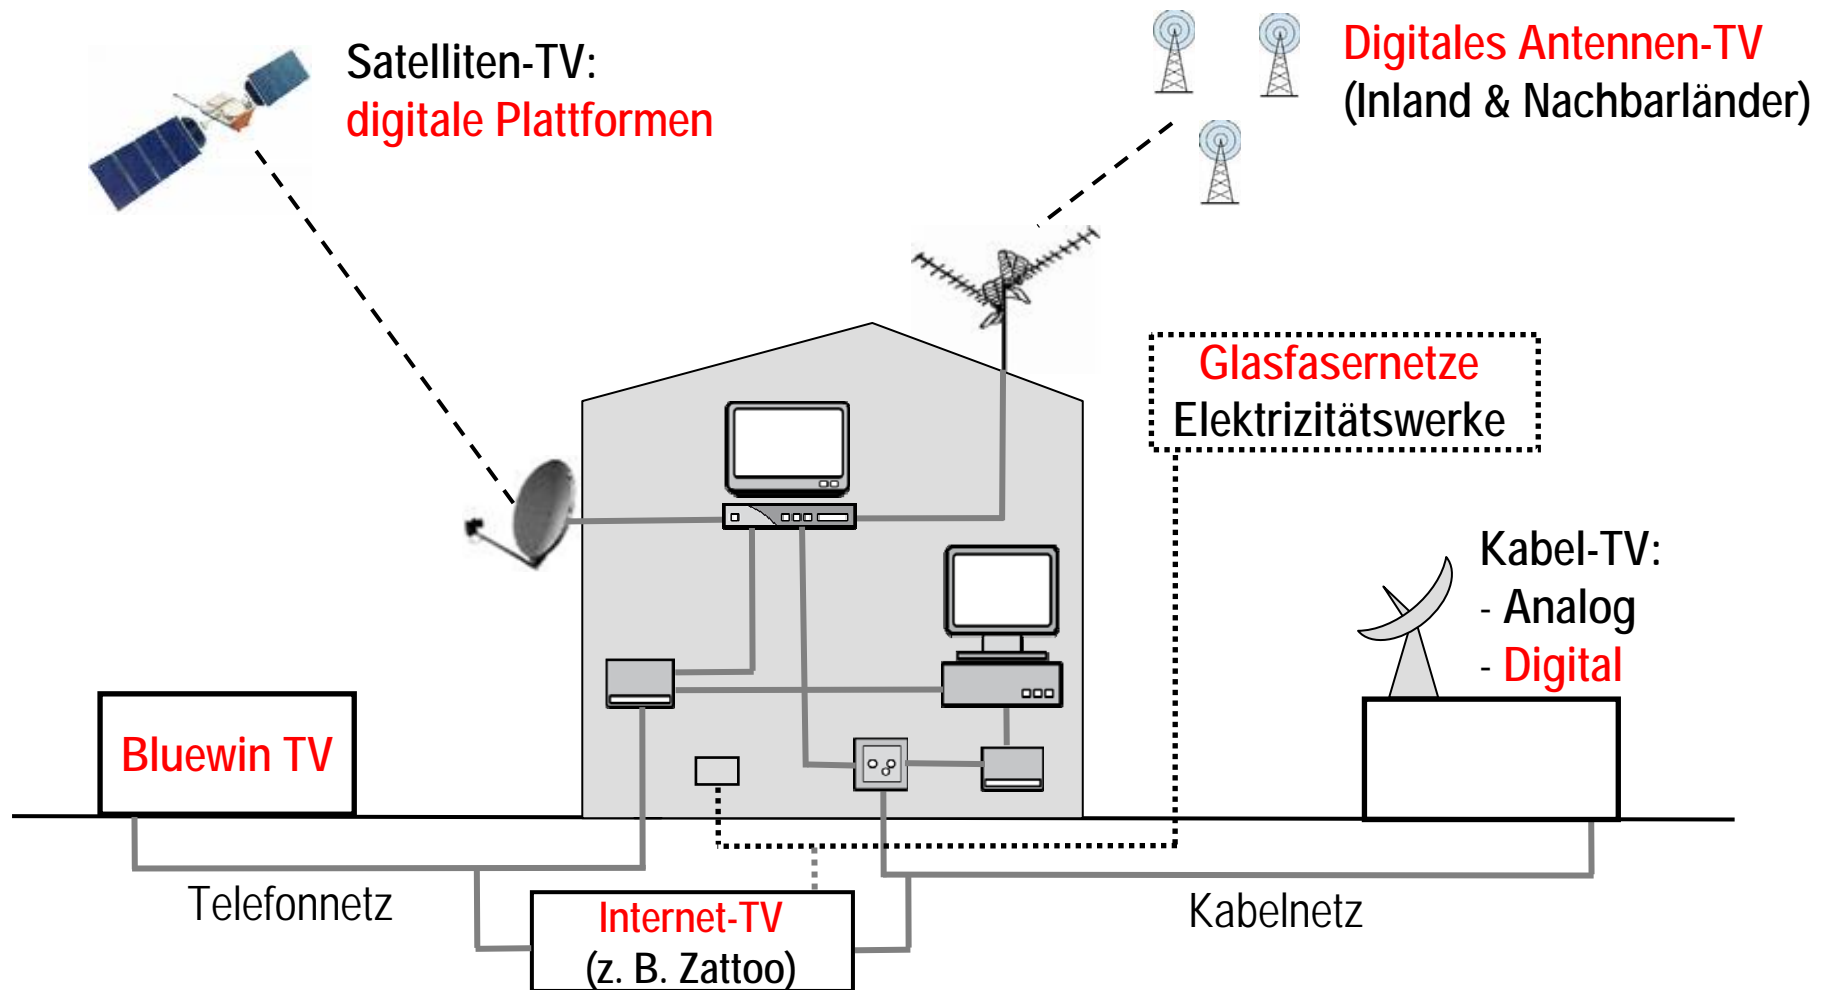 Satelliten-TV:
digitale Plattformen
Digitales Antennen-TV
(Inland & Nachbarländer)
Glasfasernetze
Elektrizitätswerke
Kabel-TV:
- Analog
- Digital
Bluewin TV
Telefonnetz
Internet-TV
(z. B. Zattoo)
Kabelnetz